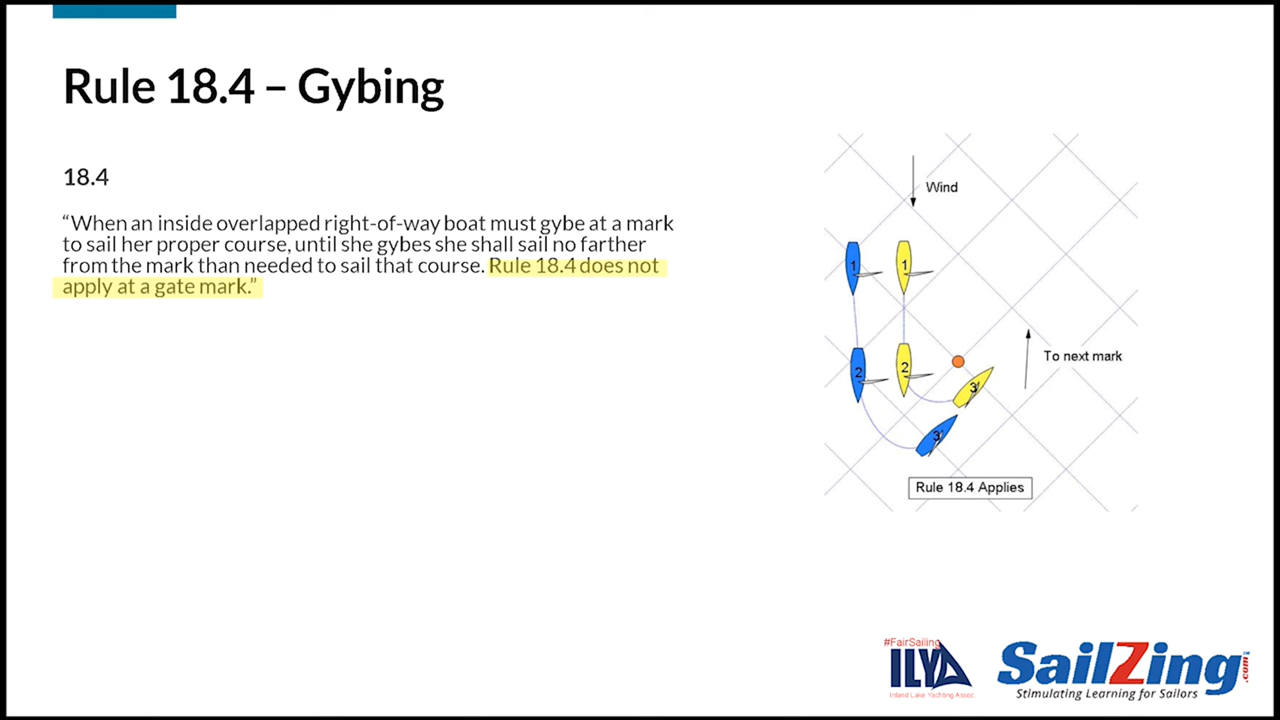 Rule 18.4 – Gybing
18.4
“When an inside overlapped right-of-way boat must gybe at a mark
to sail her proper course, until she gybes she shall sail no farther
from the mark than needed to sail that course. Rule 18.4 does not
apply at a gate mark.”
Wind
1 1
To next mark
2 2
3'
3'
Rule 18.4 Applies
#FairSailing
ILYA
Inland Lake Yachting Assoc.
SailZing.com
Stimulating Learning for Sailors